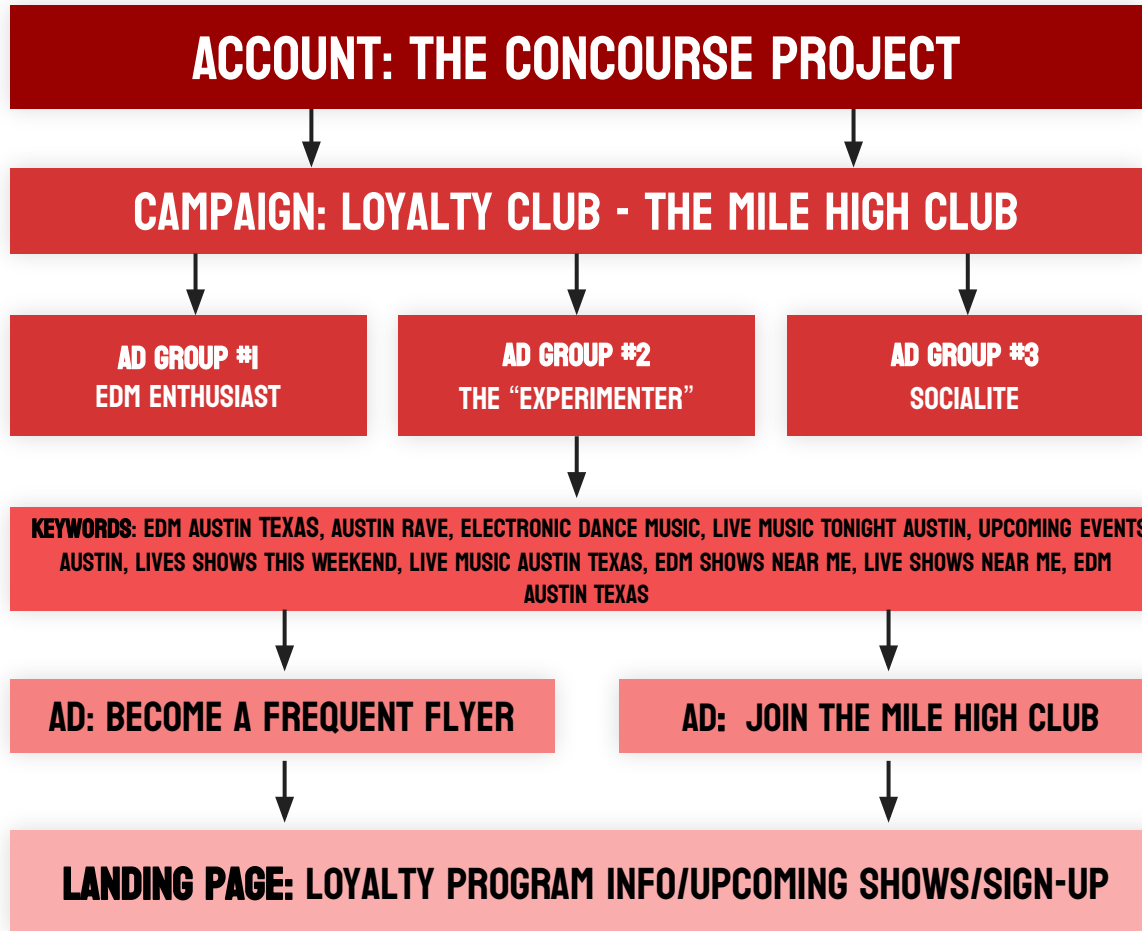 ACCOUNT: THE CONCOURSE PROJECT
CAMPAIGN: LOYALTY CLUB - THE MILE HIGH CLUB
AD GROUP #1
EDM ENTHUSIAST
AD GROUP #2
THE “EXPERIMENTER”
AD GROUP #3
SOCIALITE
KEYWORDS: EDM AUSTIN TEXAS, AUSTIN RAVE, ELECTRONIC DANCE MUSIC, LIVE MUSIC TONIGHT AUSTIN, UPCOMING EVENTS
AUSTIN, LIVES SHOWS THIS WEEKEND, LIVE MUSIC AUSTIN TEXAS, EDM SHOWS NEAR ME, LIVE SHOWS NEAR ME, EDM
AUSTIN TEXAS
AD: BECOME A FREQUENT FLYER
AD: JOIN THE MILE HIGH CLUB
LANDING PAGE: LOYALTY PROGRAM INFO/UPCOMING SHOWS/SIGN-UP